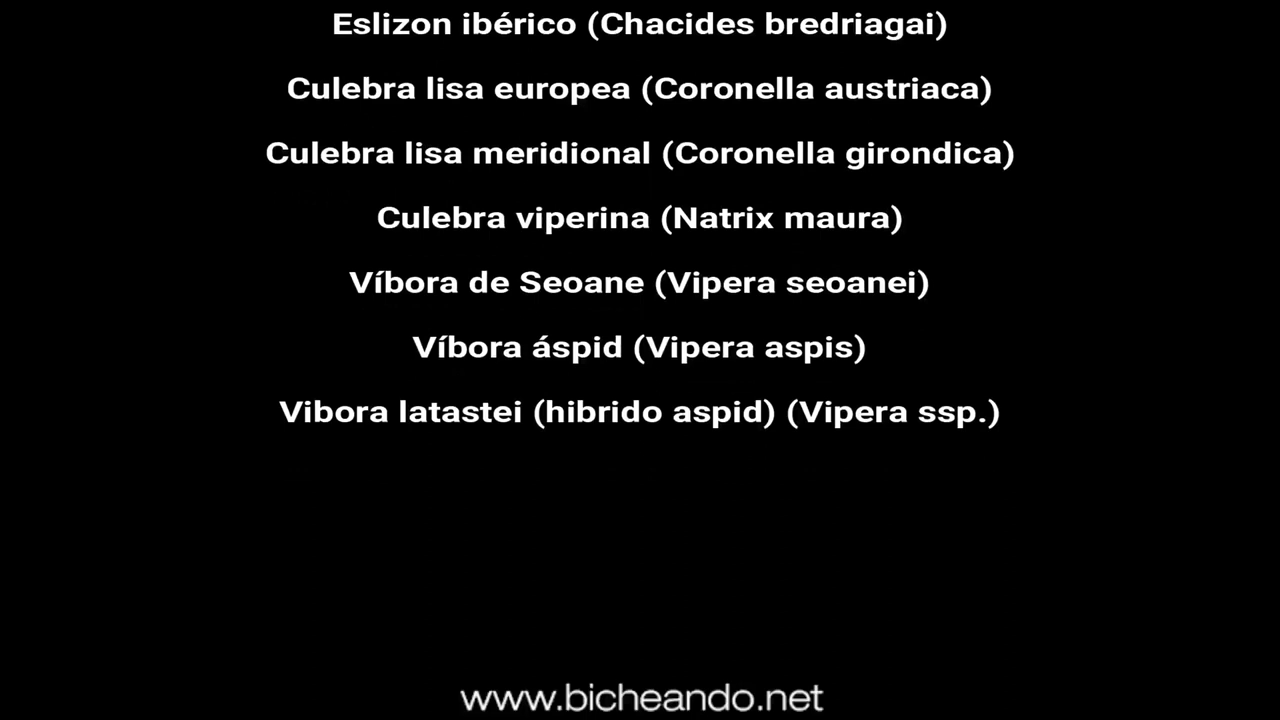 Eslizon ibérico (Chacides bredriagai)
Culebra lisa europea (Coronella austriaca)
Culebra lisa meridional (Coronella girondica)
Culebra viperina (Natrix maura)
Víbora de Seoane (Vipera seoanei)
Víbora áspid (Vipera aspis)
Vibora latastei (hibrido aspid) (Vipera ssp.)
www.bicheando.net